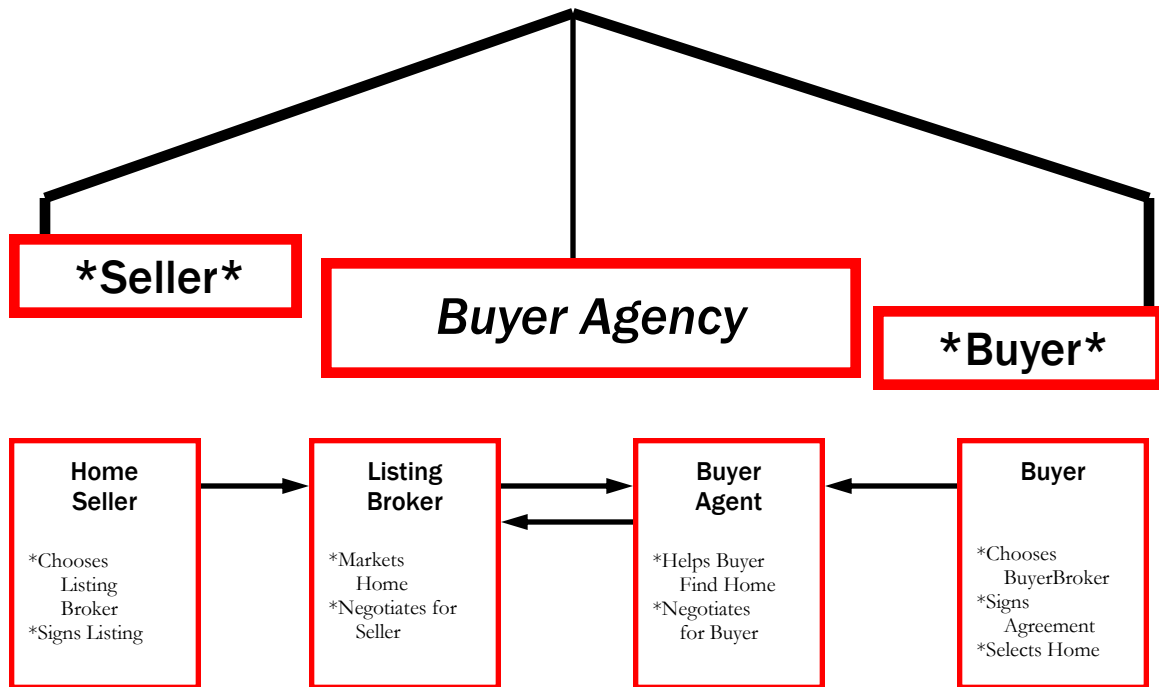 *Seller*
Buyer Agency
*Buyer*
Home
Seller
*Chooses
Listing
Broker
*Signs Listing
Listing
Broker
*Markets
Home
*Negotiates for
Seller
Buyer
Agent
*Helps Buyer
Find Home
*Negotiates
for Buyer
Buyer
*Chooses
BuyerBroker
*Signs
Agreement
*Selects Home